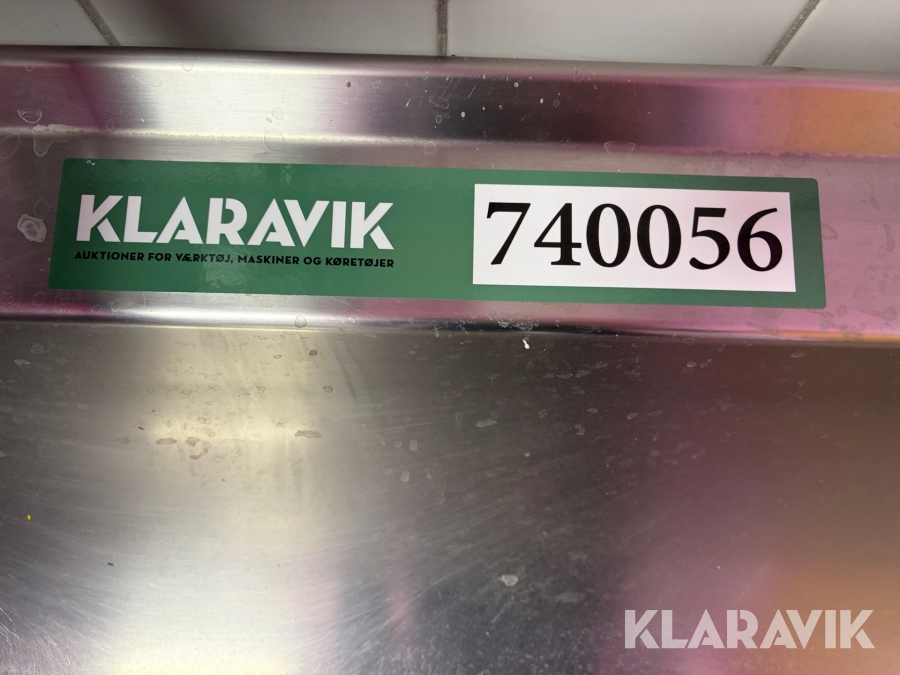 KLARAVIK
AUKTIONER FOR VÆRKTØJ, MASKINER OG KØRETØJER
740056
KLARAVIK